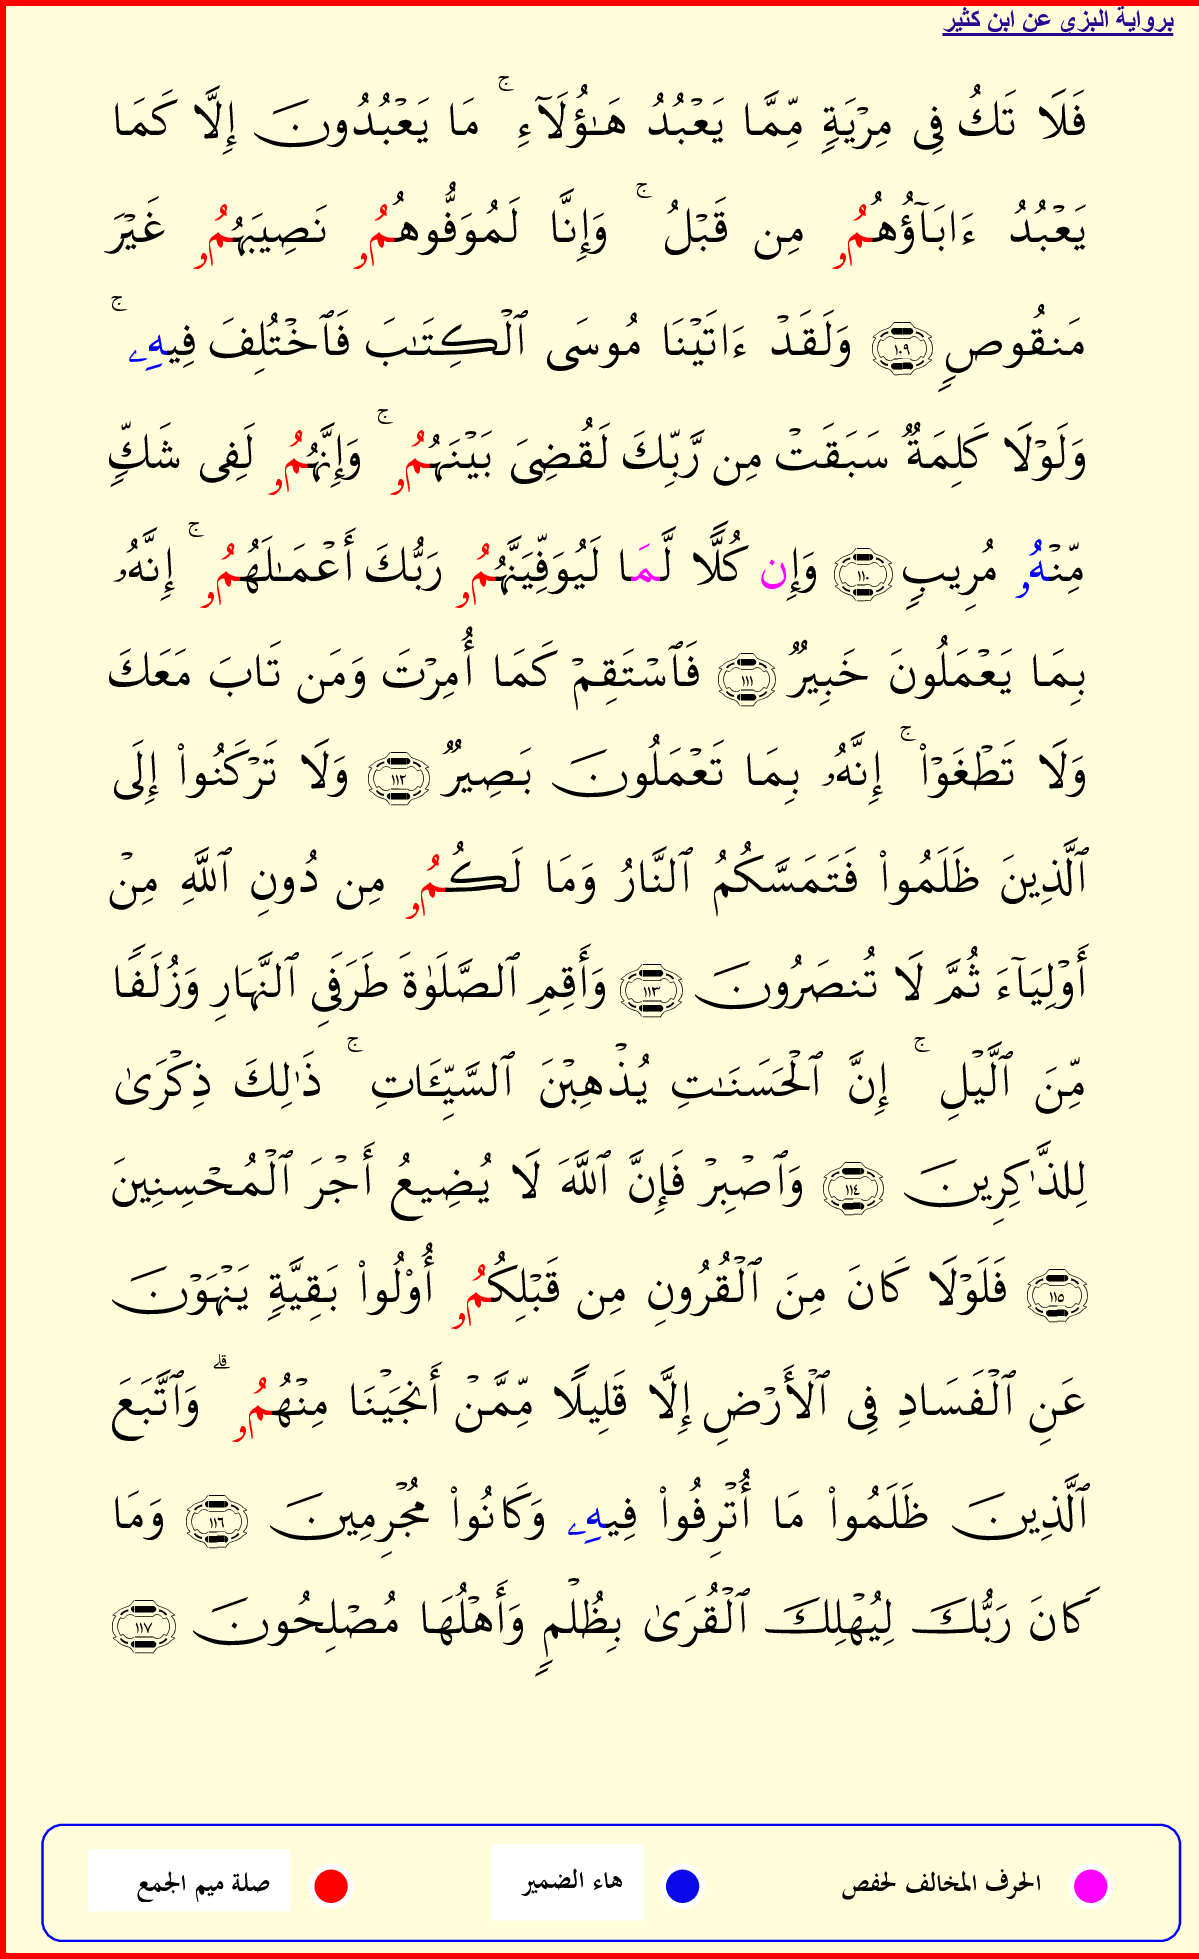 برواية البزى عن ابن كثير
فَلَا تَكُ فِى مِرْيَةٍ مِّمَّا يَعْبُدُ هَـٰٓؤُلَآءِ ۚ مَا يَعْبُدُونَ إِلَّا كَمَا
يَعْبُدُ ءَابَآؤُهُمُۥ مِن قَبْلُ ۚ وَإِنَّا لَمُوَفُّوهُمُۥ نَصِيبَهُمُۥ غَيْرَ
مَنقُوصٍ ١٠٩ وَلَقَدْ ءَاتَيْنَا مُوسَى ٱلْكِتَـٰبَ فَٱخْتُلِفَ فِيهِۦ ۚ
وَلَوْلَا كَلِمَةٌ سَبَقَتْ مِن رَّبِّكَ لَقُضِىَ بَيْنَهُمُۥ ۚ وَإِنَّهُمُۥ لَفِى شَكٍّ
مِّنْهُۥ مُرِيبٍ ١١٠ وَإِن كُلًّا لَّمَا لَيُوَفِّيَنَّهُمُۥ رَبُّكَ أَعْمَـٰلَهُمُۥ ۚ إِنَّهُۥ
بِمَا يَعْمَلُونَ خَبِيرٌ ١١١ فَٱسْتَقِمْ كَمَا أُمِرْتَ وَمَن تَابَ مَعَكَ
وَلَا تَطْغَوْا۟ ۚ إِنَّهُۥ بِمَا تَعْمَلُونَ بَصِيرٌ ١١٢ وَلَا تَرْكَنُوا۟ إِلَى
ٱلَّذِينَ ظَلَمُوا۟ فَتَمَسَّكُمُ ٱلنَّارُ وَمَا لَكُمُۥ مِن دُونِ ٱللَّهِ مِنْ
أَوْلِيَآءَ ثُمَّ لَا تُنصَرُونَ ١١٣ وَأَقِمِ ٱلصَّلَوٰةَ طَرَفَىِ ٱلنَّهَارِ وَزُلَفًا
مِّنَ ٱلَّيْلِ ۚ إِنَّ ٱلْحَسَنَـٰتِ يُذْهِبْنَ ٱلسَّيِّـَٔاتِ ۚ ذَٰلِكَ ذِكْرَىٰ
لِلذَّٰكِرِينَ ١١٤ وَٱصْبِرْ فَإِنَّ ٱللَّهَ لَا يُضِيعُ أَجْرَ ٱلْمُحْسِنِينَ
١١٥ فَلَوْلَا كَانَ مِنَ ٱلْقُرُونِ مِن قَبْلِكُمُۥ أُو۟لُوا۟ بَقِيَّةٍ يَنْهَوْنَ
عَنِ ٱلْفَسَادِ فِى ٱلْأَرْضِ إِلَّا قَلِيلًا مِّمَّنْ أَنجَيْنَا مِنْهُمُۥ ۗ وَٱتَّبَعَ
ٱلَّذِينَ ظَلَمُوا۟ مَا أُتْرِفُوا۟ فِيهِۦ وَكَانُوا۟ مُجْرِمِينَ ١١٦ وَمَا
كَانَ رَبُّكَ لِيُهْلِكَ ٱلْقُرَىٰ بِظُلْمٍ وَأَهْلُهَا مُصْلِحُونَ ١١٧
الحرف المخالف لحفص
هاء الضمير
صلة ميم الجمع